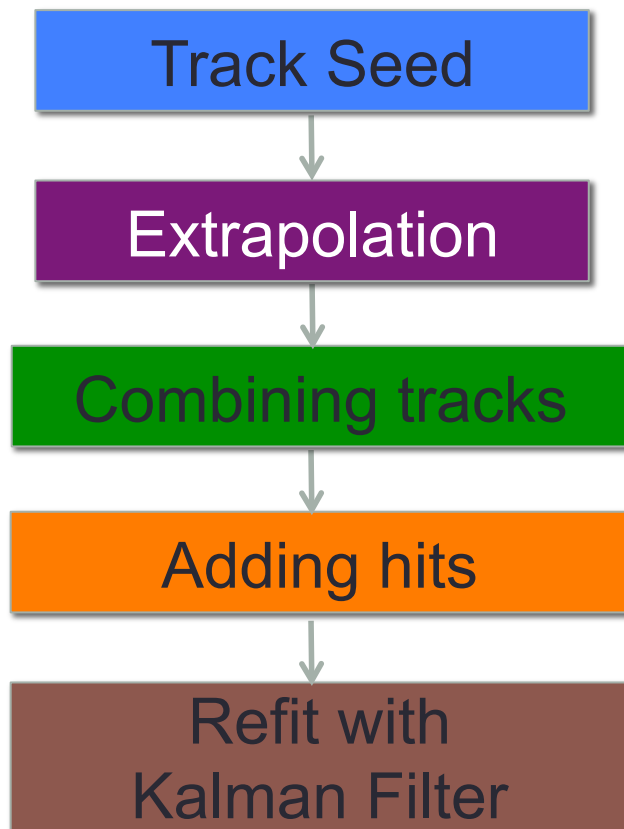 Track Seed
Extrapolation
Combining tracks
Adding hits
Refit with
Kalman Filter